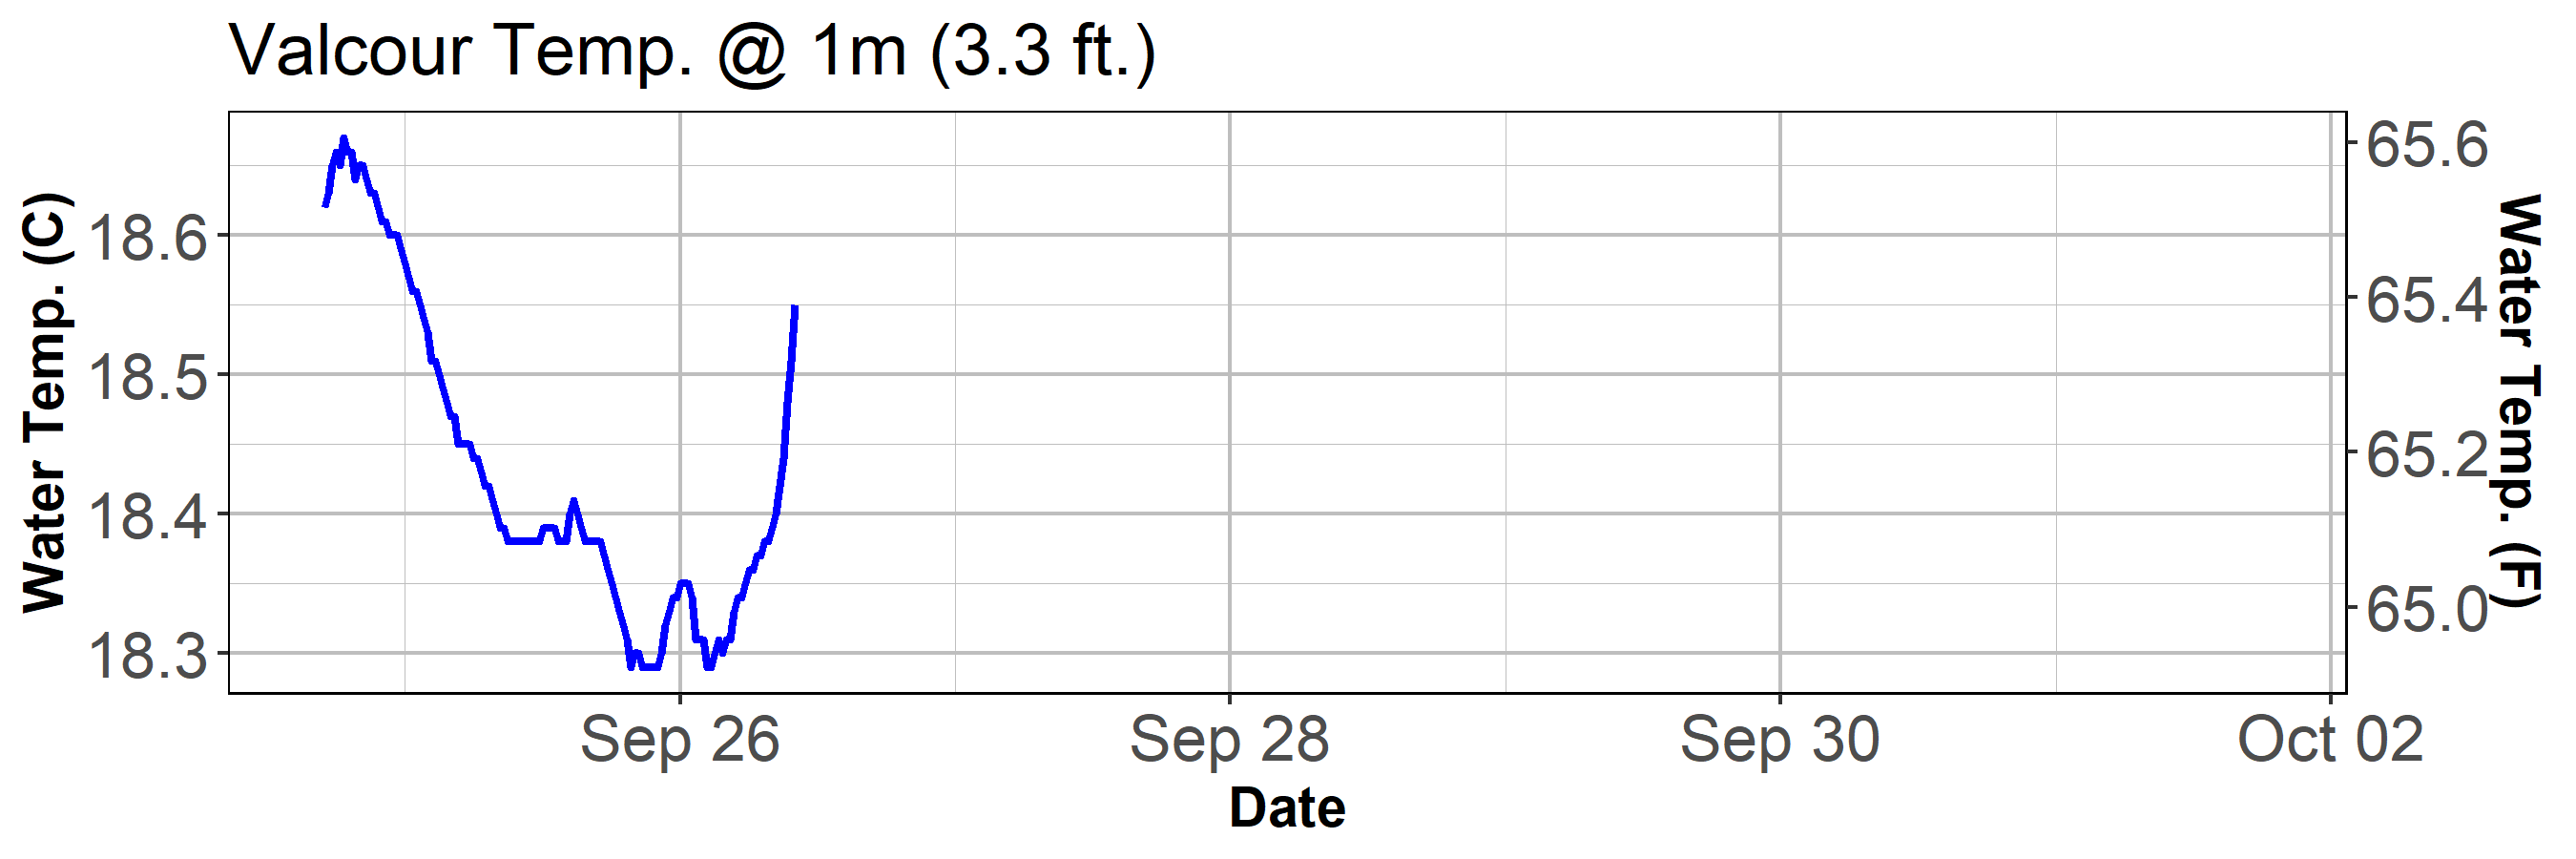 Valcour Temp. @ 1m (3.3 ft.)
Water Temp. (C)
18.6
18.5
18.4
18.3
65.6
65.4
65.2
65.0
Water Temp. (F)
Sep 26
Sep 28
Sep 30
Oct 02
Date